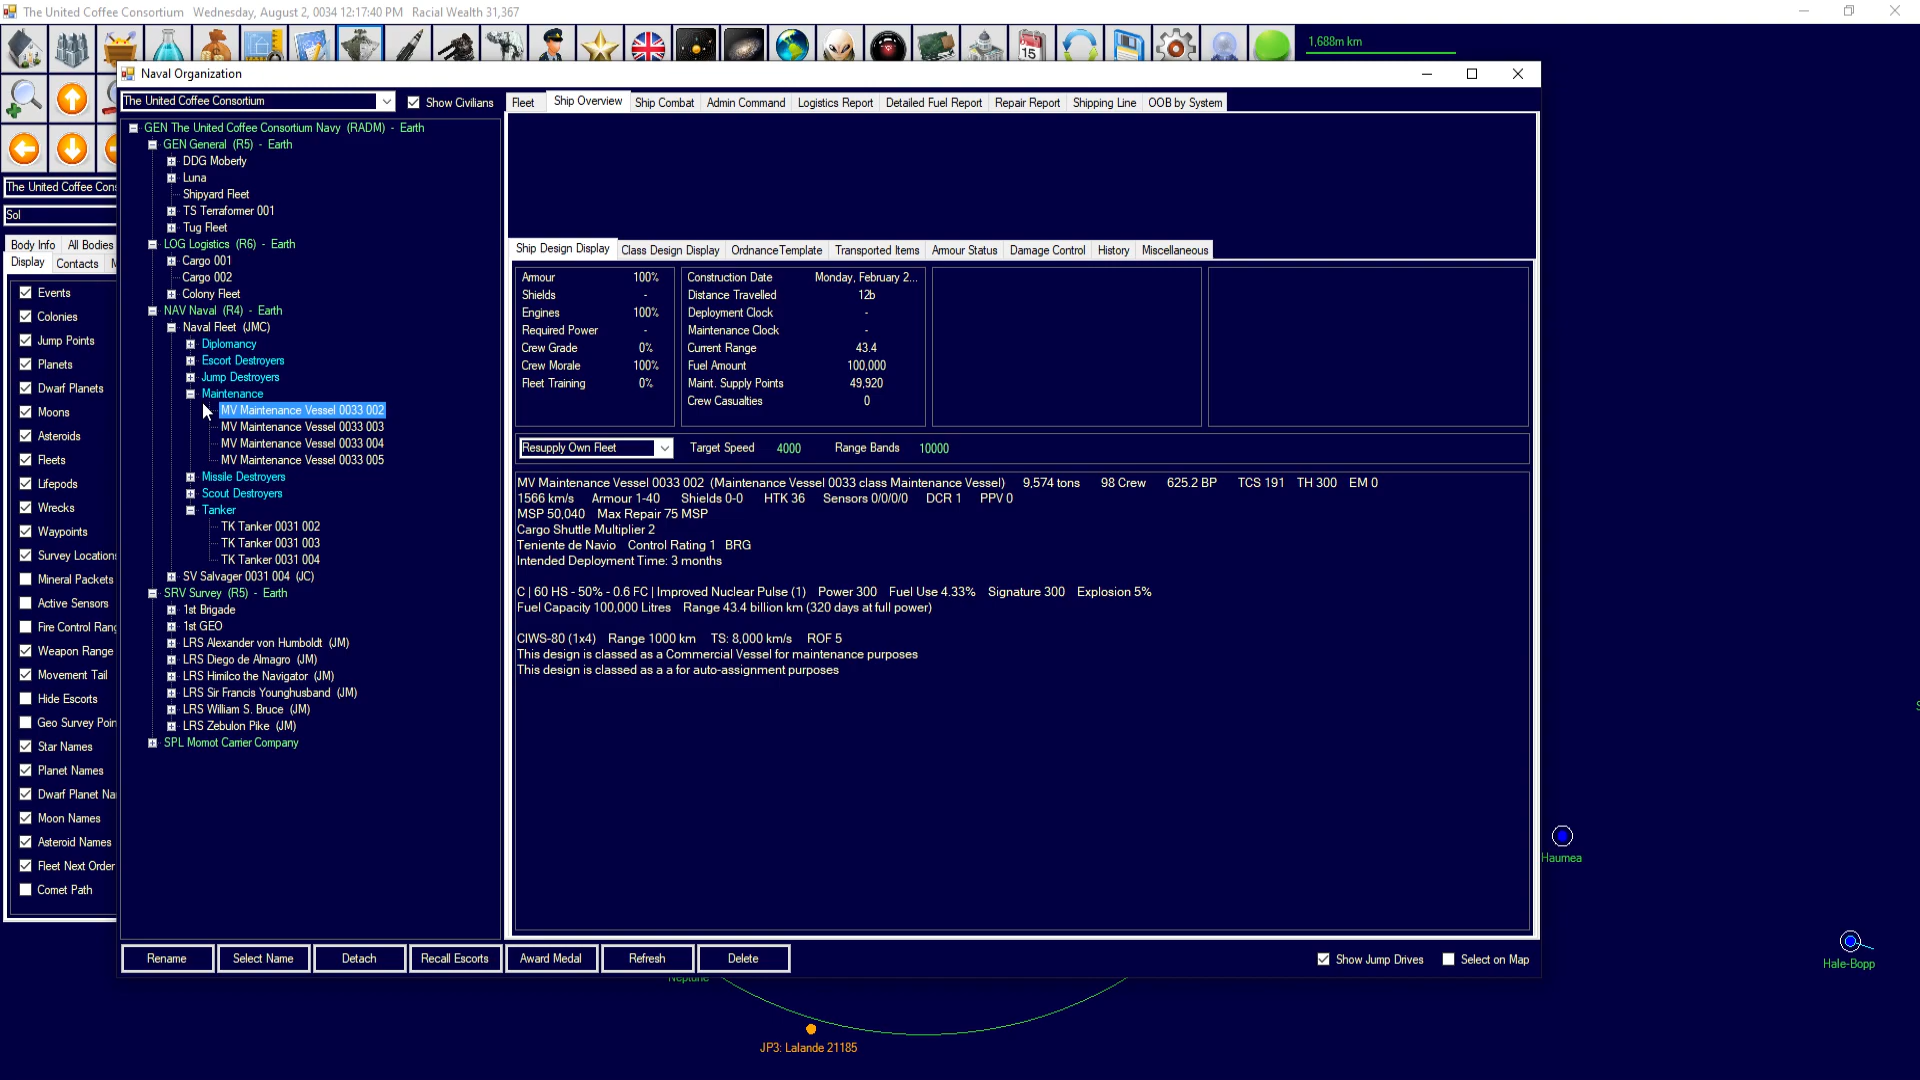 The United Coffee Consortium Wednesday, August 2, 0034 12:17:40 PM Racial Wealth 31,367
1,688m km
15
Naval Organization
The United Coffee Consortium
Show Civilians
Fleet
Ship Overview
Ship Combat
Admin Command
Logistics Report
Detailed Fuel Report
Repair Report
Shipping Line
OOB by System
The United Coffee Con
Sol
Body Info
All Bodies
Display
Contacts
Events
Colonies
Jump Points
Planets
Dwarf Planets
Moons
Asteroids
Fleets
Lifepods
Wrecks
Waypoints
Survey Locations
Mineral Packets
Active Sensors
Fire Control Rang
Weapon Range
Movement Tail
Hide Escorts
Geo Survey Poin
Star Names
Planet Names
Dwarf Planet Na
Moon Names
Asteroid Names
Fleet Next Order
Comet Path
GEN The United Coffee Consortium Navy (RADM) - Earth
GEN General (R5) - Earth
DDG Moberly
Luna
Shipyard Fleet
TS Terraformer 001
Tug Fleet
LOG Logistics (R6) - Earth
Cargo 001
Cargo 002
Colony Fleet
NAV Naval (R4) - Earth
Naval Fleet (JMC)
Diplomancy
Escort Destroyers
Jump Destroyers
Maintenance
MV Maintenance Vessel 0033 002
MV Maintenance Vessel 0033 003
MV Maintenance Vessel 0033 004
MV Maintenance Vessel 0033 005
Missile Destroyers
Scout Destroyers
Tanker
TK Tanker 0031 002
TK Tanker 0031 003
TK Tanker 0031 004
SV Salvager 0031 004 (JC)
SRV Survey (R5) - Earth
1st Brigade
1st GEO
LRS Alexander von Humboldt (JM)
LRS Diego de Almagro (JM)
LRS Himilco the Navigator (JM)
LRS Sir Francis Younghusband (JM)
LRS William S. Bruce (JM)
LRS Zebulon Pike (JM)
SPL Momot Carrier Company
Ship Design Display
Class Design Display
Ordnance Template
Transported Items
Armour Status
Damage Control
History
Miscellaneous
Armour 100%
Shields -
Engines 100%
Required Power -
Crew Grade 0%
Crew Morale 100%
Fleet Training 0%
Construction Date Monday, February 2...
Distance Travelled 12b
Deployment Clock -
Maintenance Clock -
Current Range 43.4
Fuel Amount 100,000
Maint. Supply Points 49,920
Crew Casualties 0
Resupply Own Fleet
Target Speed 4000 Range Bands 10000
MV Maintenance Vessel 0033 002 (Maintenance Vessel 0033 class Maintenance Vessel) 9,574 tons 98 Crew 625.2 BP TCS 191 TH 300 EM 0
1566 km/s Armour 1-40 Shields 0-0 HTK 36 Sensors 0/0/0/0 DCR 1 PPV 0
MSP 50,040 Max Repair 75 MSP
Cargo Shuttle Multiplier 2
Teniente de Navio Control Rating 1 BRG
Intended Deployment Time: 3 months
C | 60 HS - 50% - 0.6 FC | Improved Nuclear Pulse (1) Power 300 Fuel Use 4.33% Signature 300 Explosion 5%
Fuel Capacity 100,000 Litres Range 43.4 billion km (320 days at full power)
CIWS-80 (1x4) Range 1000 km TS: 8,000 km/s ROF 5
This design is classed as a Commercial Vessel for maintenance purposes
This design is classed as a a for auto-assignment purposes
Rename
Select Name
Detach
Recall Escorts
Award Medal
Refresh
Delete
Show Jump Drives
Select on Map
Haumea
Hale-Bopp
Neptune
JP3: Lalande 21185